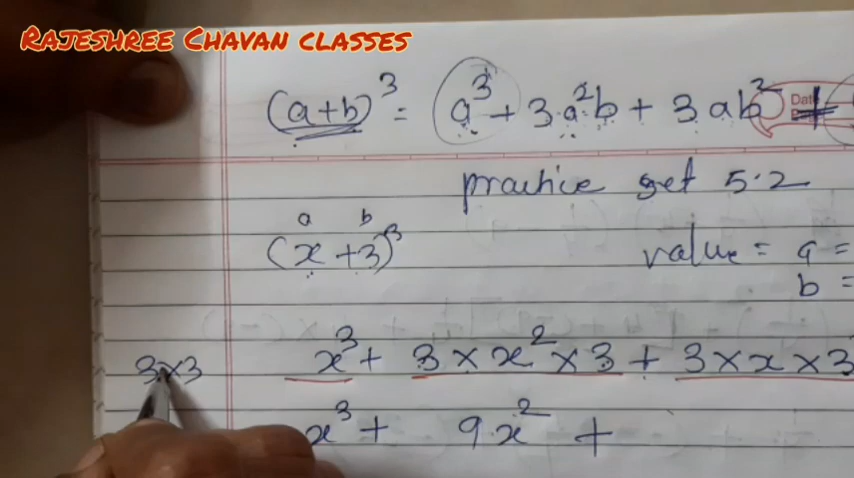 RAJESHREE CHAVAN CLASSES
(a+b)³ = a³ + 3a²b + 3ab² +
Date
practice set 5.2
a b
(x+3)³ value = a =
b =
x³ + 3×x²×3 + 3×x×3
3×3
x³ + 9x² +